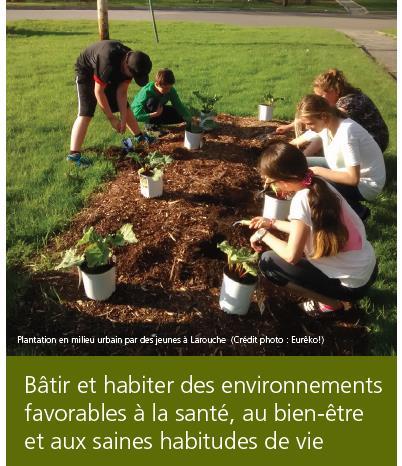 Plantation en milieu urbain par des jeunes à Larouche (Crédit photo : Eurêko!)
Bâtir et habiter des environnements
favorables à la santé, au bien-être
et aux saines habitudes de vie